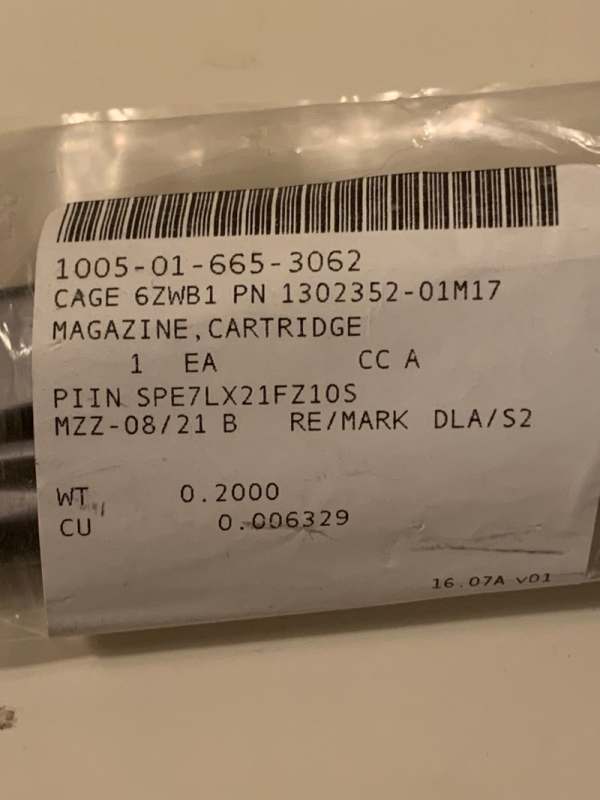 1005-01-665-3062
CAGE 6ZWB1 PN 1302352-01M17
MAGAZINE,CARTRIDGE
1 EA CC A
PIIN SPE7LX21FZ10S
MZZ-08/21 B RE/MARK DLA/S2
WT 0.2000
CU 0.006329
16.07A v01